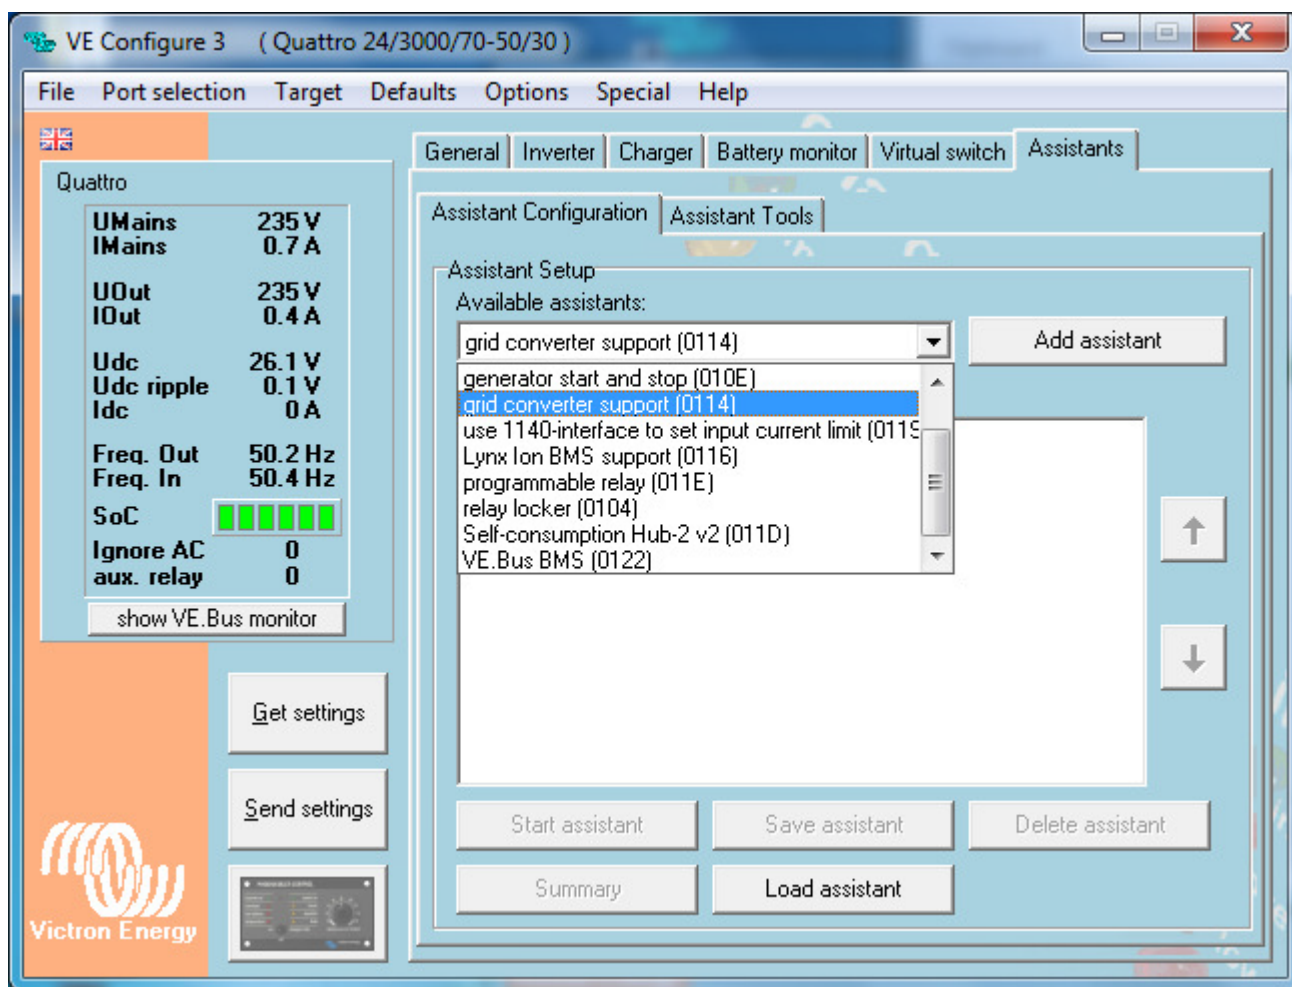 VE Configure 3 ( Quattro 24/3000/70-50/30 )
File Port selection Target Defaults Options Special Help
Quattro
UMains 235 V
IMains 0.7 A
UOut 235 V
IOut 0.4 A
Udc 26.1 V
Udc ripple 0.1 V
Idc 0 A
Freq. Out 50.2 Hz
Freq. In 50.4 Hz
SoC
Ignore AC 0
aux. relay 0
show VE.Bus monitor
Get settings
Send settings
Victron Energy
General Inverter Charger Battery monitor Virtual switch Assistants
Assistant Configuration Assistant Tools
Assistant Setup
Available assistants:
grid converter support (0114) Add assistant
generator start and stop (010E)
grid converter support (0114)
use 1140-interface to set input current limit (0119
Lynx Ion BMS support (0116)
programmable relay (011E)
relay locker (0104)
Self-consumption Hub-2 v2 (011D)
VE.Bus BMS (0122)
Start assistant Save assistant Delete assistant
Summary Load assistant